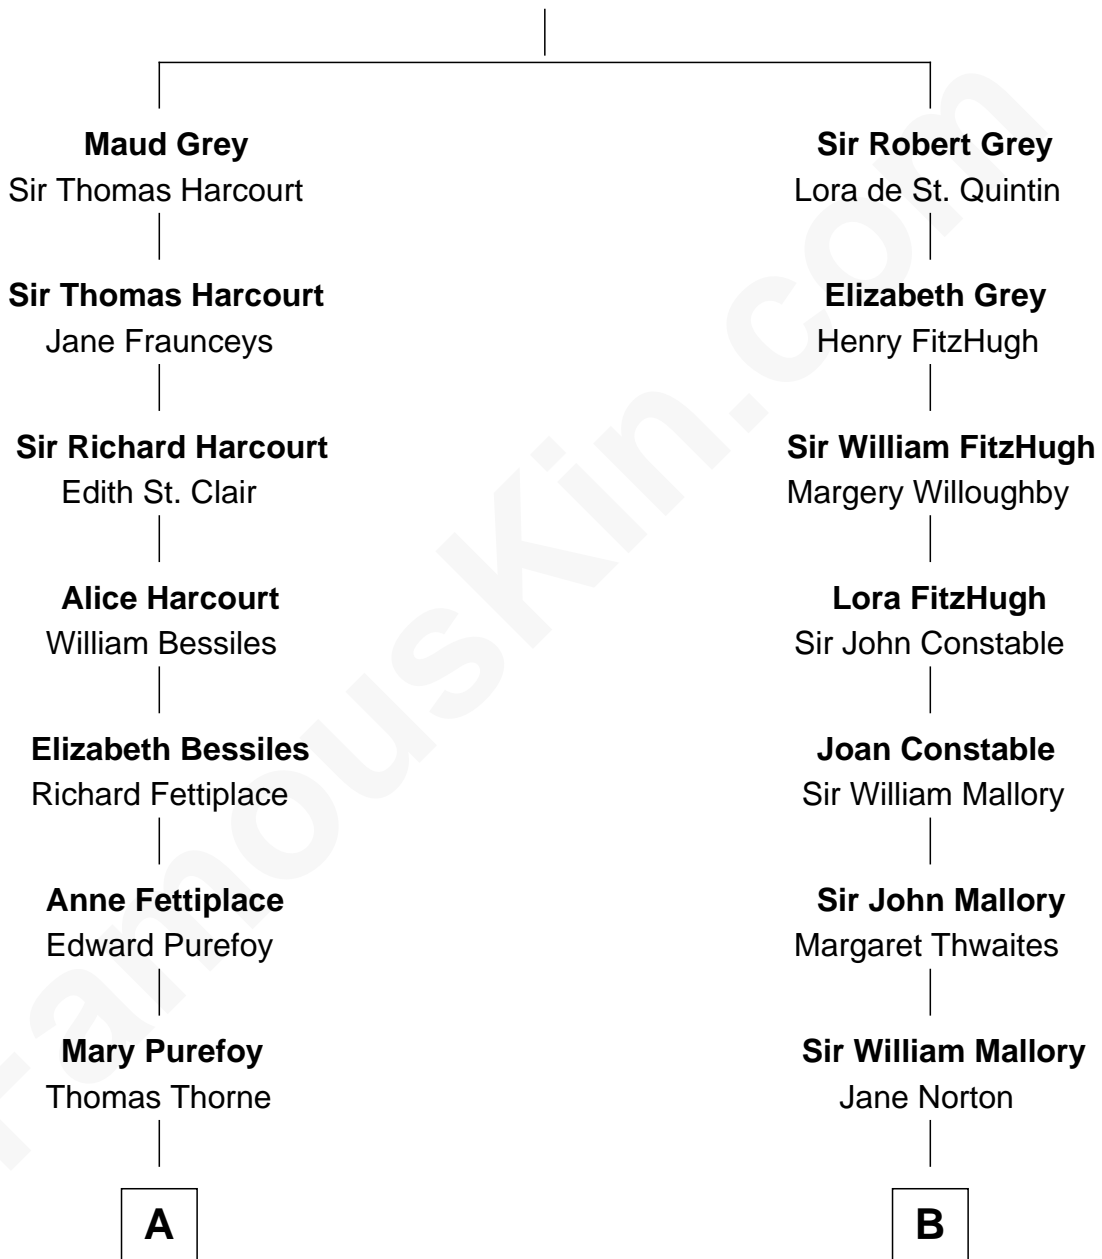 Maud Grey
Sir Thomas Harcourt
Sir Robert Grey
Lora de St. Quintin
Sir Thomas Harcourt
Jane Fraunceys
Elizabeth Grey
Henry FitzHugh
Sir Richard Harcourt
Edith St. Clair
Sir William FitzHugh
Margery Willoughby
Alice Harcourt
William Bessiles
Lora FitzHugh
Sir John Constable
Elizabeth Bessiles
Richard Fettiplace
Joan Constable
Sir William Mallory
Anne Fettiplace
Edward Purefoy
Sir John Mallory
Margaret Thwaites
Mary Purefoy
Thomas Thorne
Sir William Mallory
Jane Norton
A
B
FamousKin.com